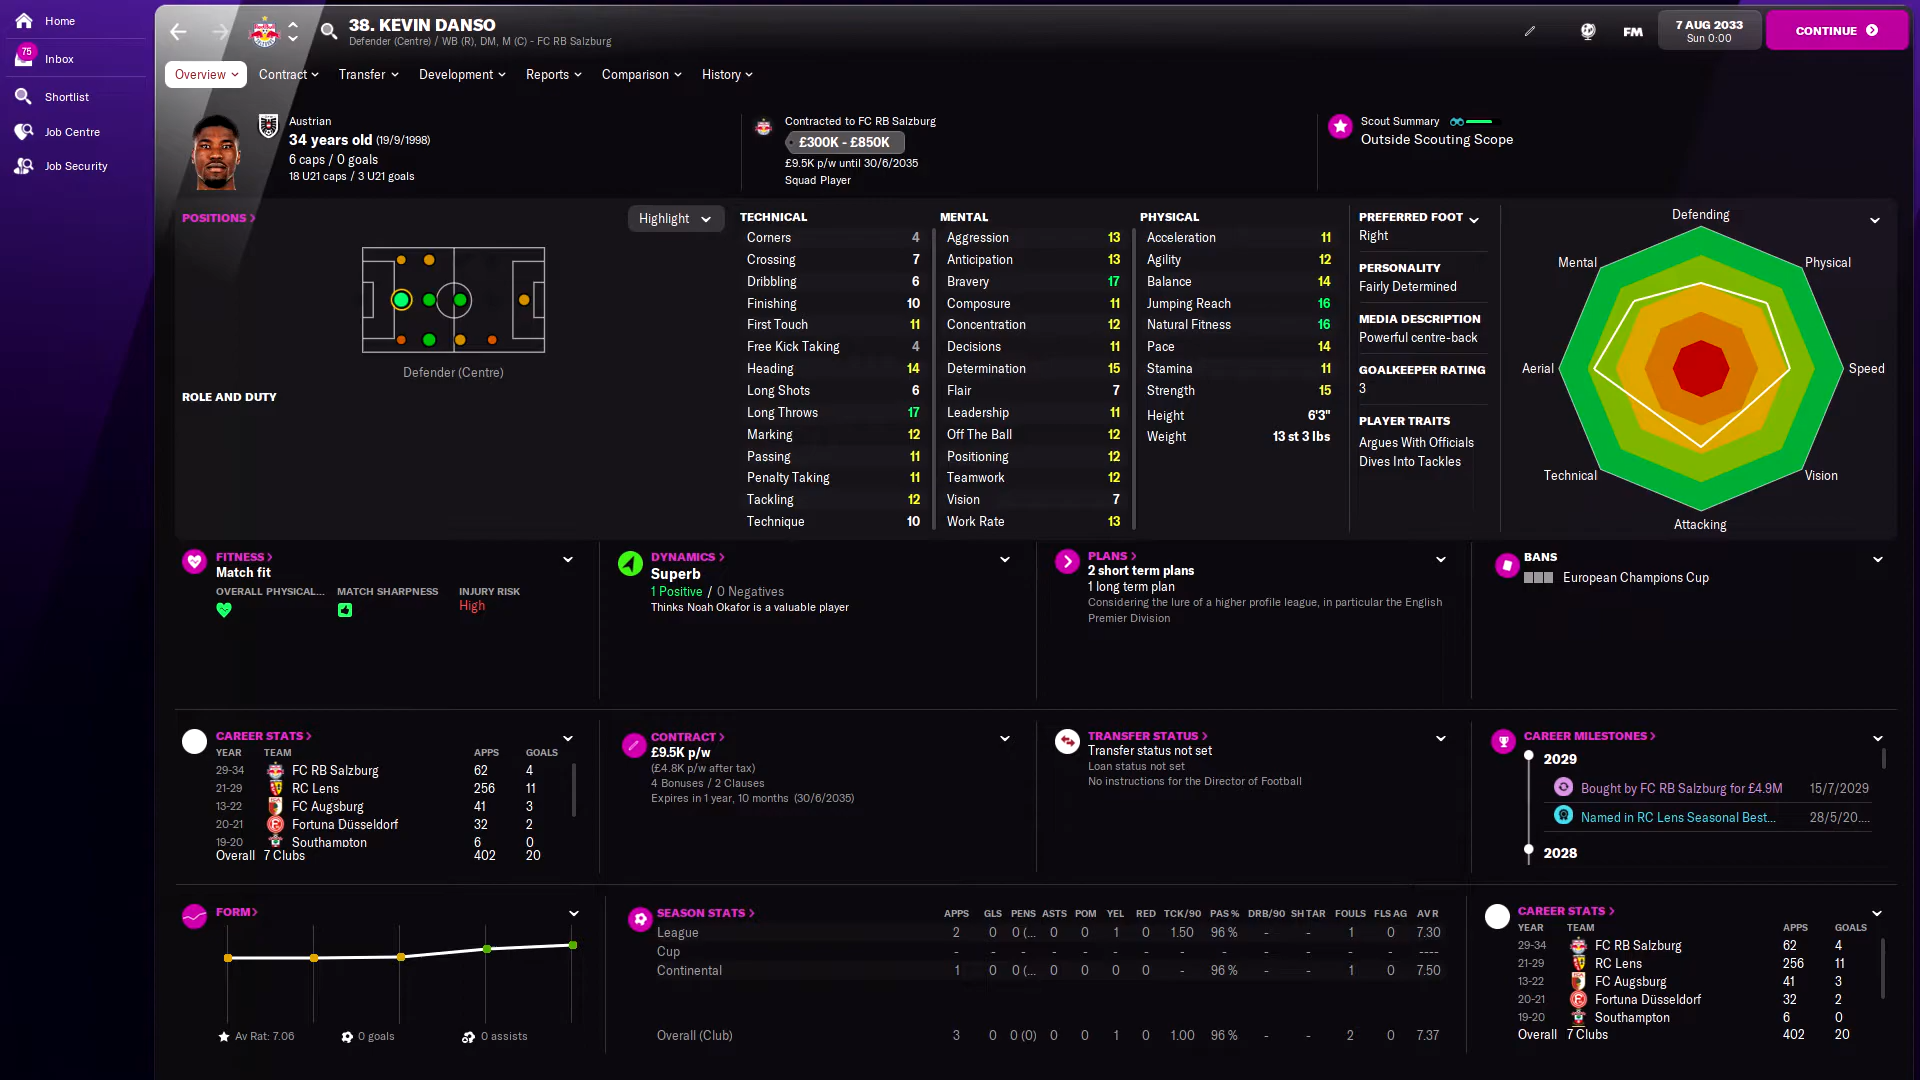 Home
75
Inbox
Shortlist
Job Centre
Job Security
38. KEVIN DANSO
Defender (Centre) / WB (R), DM, M (C) - FC RB Salzburg
FM
7 AUG 2033
Sun 0:00
CONTINUE
Overview
Contract
Transfer
Development
Reports
Comparison
History
Austrian
34 years old (19/9/1998)
6 caps / 0 goals
18 U21 caps / 3 U21 goals
Contracted to FC RB Salzburg
£300K - £850K
£9.5K p/w until 30/6/2035
Squad Player
Scout Summary
Outside Scouting Scope
POSITIONS
Highlight
Defender (Centre)
ROLE AND DUTY
TECHNICAL
Corners 4
Crossing 7
Dribbling 6
Finishing 10
First Touch 11
Free Kick Taking 4
Heading 14
Long Shots 6
Long Throws 17
Marking 12
Passing 11
Penalty Taking 11
Tackling 12
Technique 10
MENTAL
Aggression 13
Anticipation 13
Bravery 17
Composure 11
Concentration 12
Decisions 11
Determination 15
Flair 7
Leadership 11
Off The Ball 12
Positioning 12
Teamwork 12
Vision 7
Work Rate 13
PHYSICAL
Acceleration 11
Agility 12
Balance 14
Jumping Reach 16
Natural Fitness 16
Pace 14
Stamina 11
Strength 15
Height 6'3"
Weight 13 st 3 lbs
PREFERRED FOOT
Right
PERSONALITY
Fairly Determined
MEDIA DESCRIPTION
Powerful centre-back
GOALKEEPER RATING
3
PLAYER TRAITS
Argues With Officials
Dives Into Tackles
Defending
Mental
Physical
Aerial
Speed
Technical
Vision
Attacking
FITNESS
Match fit
OVERALL PHYSICAL... MATCH SHARPNESS INJURY RISK
High
DYNAMICS
Superb
1 Positive / 0 Negatives
Thinks Noah Okafor is a valuable player
PLANS
2 short term plans
1 long term plan
Considering the lure of a higher profile league, in particular the English
Premier Division
BANS
European Champions Cup
CAREER STATS
YEAR TEAM APPS GOALS
29-34 FC RB Salzburg 62 4
21-29 RC Lens 256 11
13-22 FC Augsburg 41 3
20-21 Fortuna Düsseldorf 32 2
19-20 Southampton 6 0
Overall 7 Clubs 402 20
CONTRACT
£9.5K p/w
(£4.8K p/w after tax)
4 Bonuses / 2 Clauses
Expires in 1 year, 10 months (30/6/2035)
TRANSFER STATUS
Transfer status not set
Loan status not set
No instructions for the Director of Football
CAREER MILESTONES
2029
Bought by FC RB Salzburg for £4.9M 15/7/2029
Named in RC Lens Seasonal Best... 28/5/20....
2028
FORM
Av Rat: 7.06
0 goals
0 assists
SEASON STATS APPS GLS PENS ASTS POM YEL RED TCK/90 PAS % DRB/90 SH TAR FOULS FLS AG AV R
League 2 0 0 (... 0 0 1 0 1.50 96 % - - 1 0 7.30
Cup - - - - - - - - - - - - - ----
Continental 1 0 0 (... 0 0 0 0 - 96 % - - 1 0 7.50
Overall (Club) 3 0 0 (0) 0 0 1 0 1.00 96 % - - 2 0 7.37
CAREER STATS
YEAR TEAM APPS GOALS
29-34 FC RB Salzburg 62 4
21-29 RC Lens 256 11
13-22 FC Augsburg 41 3
20-21 Fortuna Düsseldorf 32 2
19-20 Southampton 6 0
Overall 7 Clubs 402 20